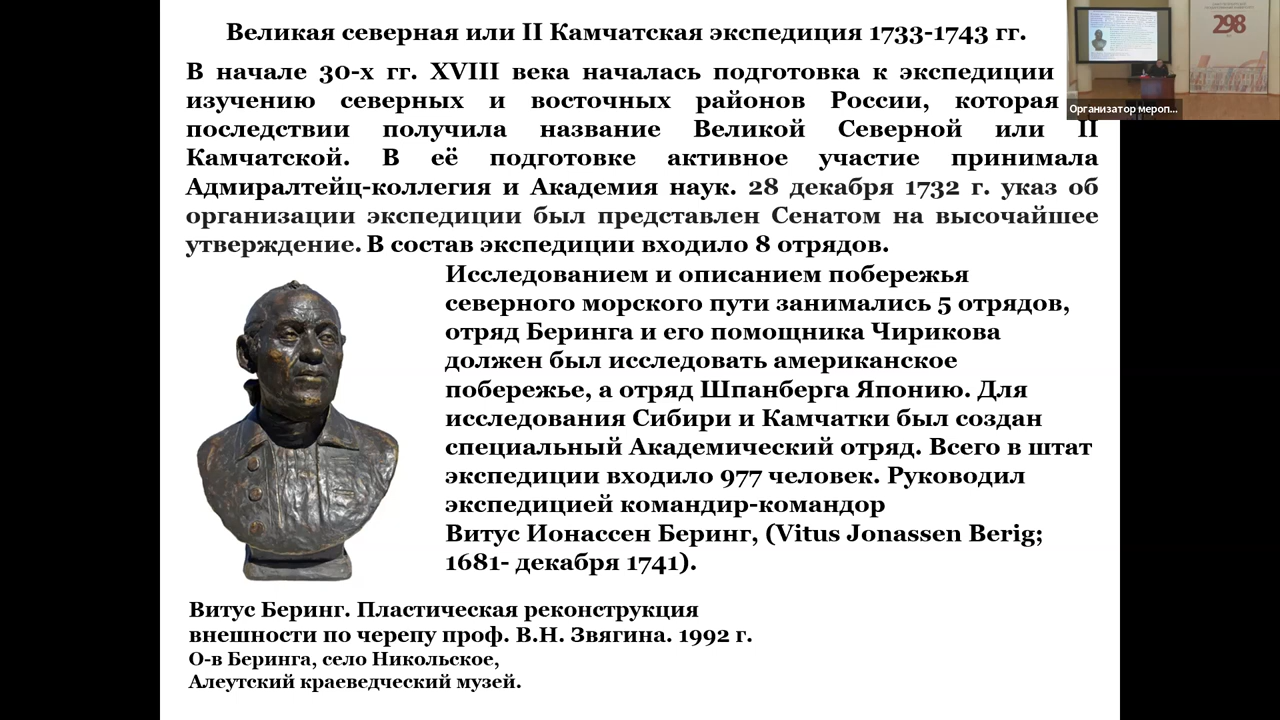 Великая северная или II Камчатская экспедиция 1733-1743 гг.
В начале 30-х гг. XVIII века началась подготовка к экспедиции
изучению северных и восточных районов России, которая
последствии получила название Великой Северной или II
Камчатской. В её подготовке активное участие принимала
Адмиралтейц-коллегия и Академия наук. 28 декабря 1732 г. указ об
организации экспедиции был представлен Сенатом на высочайшее
утверждение. В состав экспедиции входило 8 отрядов.
Исследованием и описанием побережья
северного морского пути занимались 5 отрядов,
отряд Беринга и его помощника Чирикова
должен был исследовать американское
побережье, а отряд Шпанберга Японию. Для
исследования Сибири и Камчатки был создан
специальный Академический отряд. Всего в штат
экспедиции входило 977 человек. Руководил
экспедицией командир-командор
Витус Ионассен Беринг, (Vitus Jonassen Berig;
1681- декабря 1741).
Витус Беринг. Пластическая реконструкция
внешности по черепу проф. В.Н. Звягина. 1992 г.
О-в Беринга, село Никольское,
Алеутский краеведческий музей.
298
Организатор мероп...